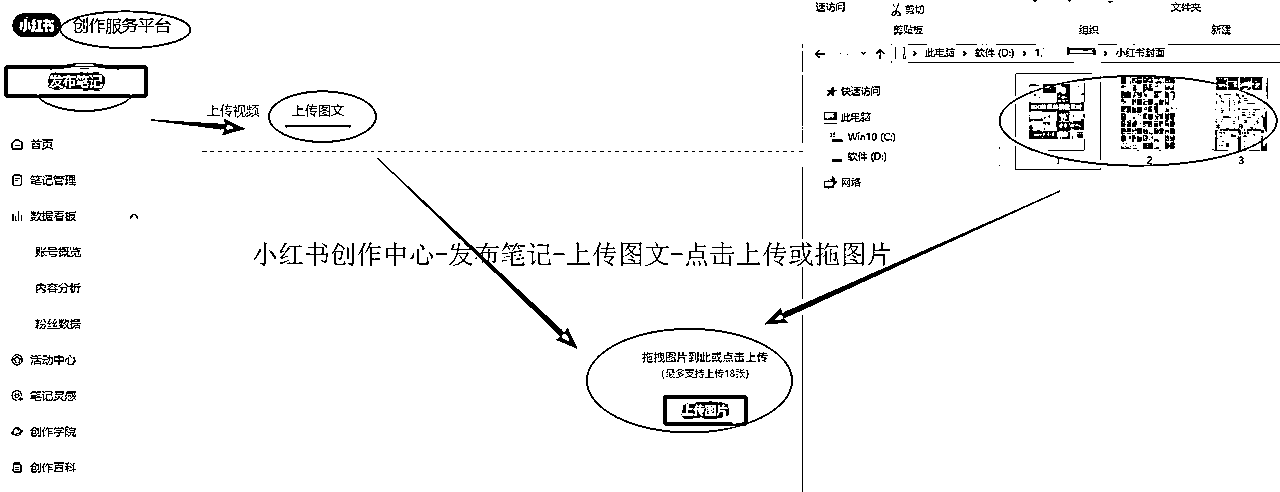 小红书 创作服务平台
发布笔记
上传视频 上传图文
首页
笔记管理
数据看板
账号概览
内容分析
粉丝数据
活动中心
笔记灵感
创作学院
创作百科
小红书创作中心-发布笔记-上传图文-点击上传或拖图片
拖拽图片到此或点击上传
(最多支持上传18张)
上传图片
速访问 剪切 文件夹
剪贴板 组织 新建
此电脑 软件 (D:) 1. 小红书封面
快速访问
此电脑
Win10 (C:)
软件 (D:)
网络
1 2 3